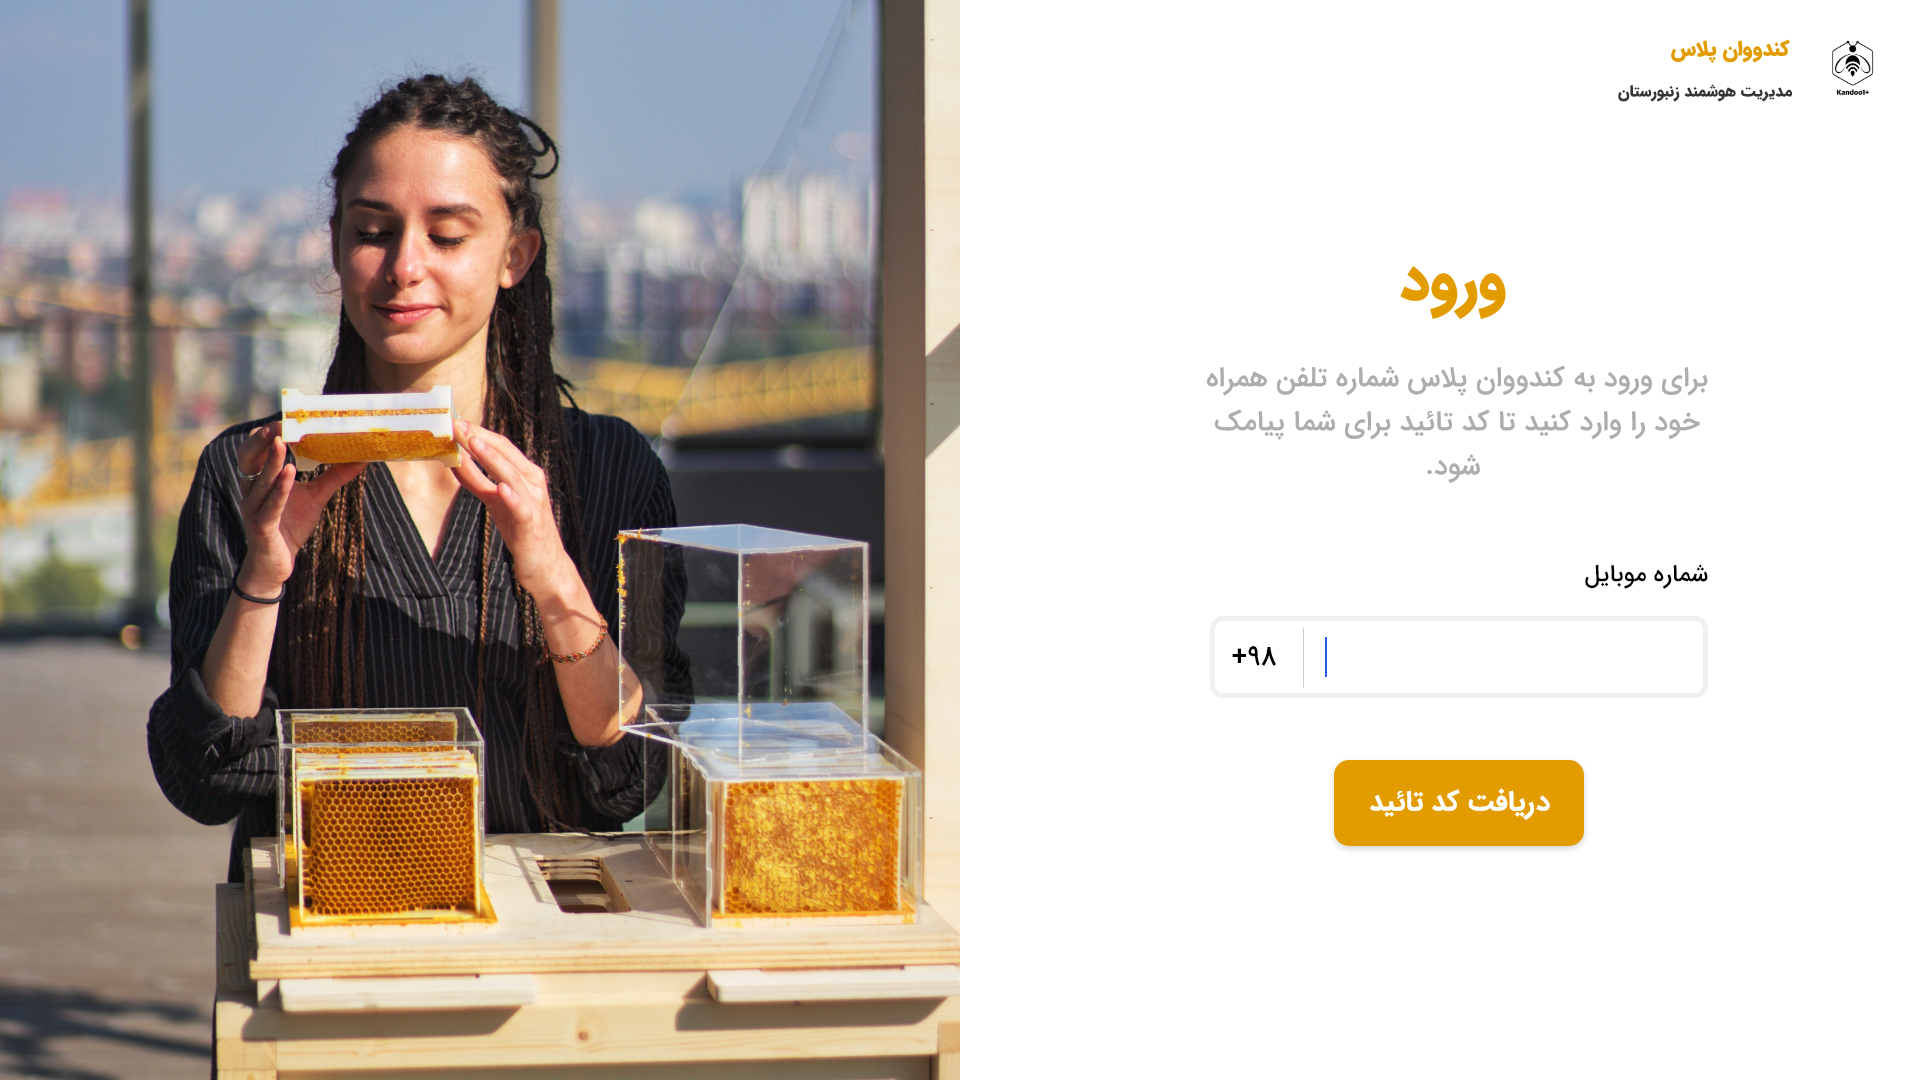 کندووان پلاس
مدیریت هوشمند زنبورستان
Kandoo1+
ورود
برای ورود به کندووان پلاس شماره تلفن همراه
خود را وارد کنید تا کد تائید برای شما پیامک
شود.
شماره موبایل
+۹۸
دریافت کد تائید